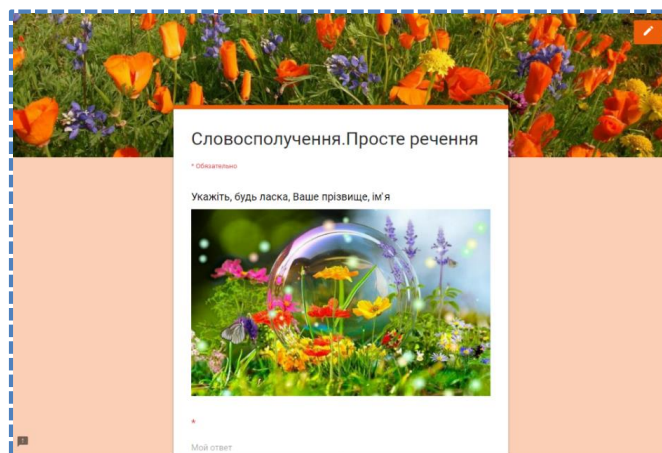 Словосполучення.Просте речення
* Обязательно
Укажіть, будь ласка, Ваше прізвище, ім'я
*
Мой ответ